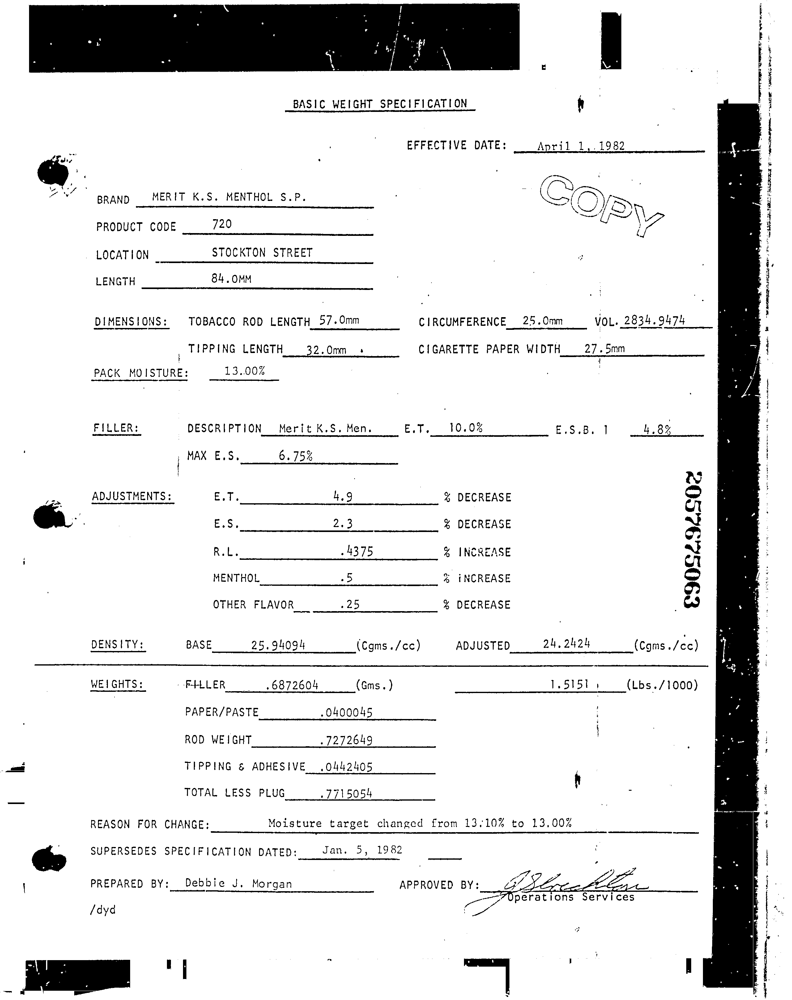 BASIC WEIGHT SPECIFICATION
EFFECTIVE DATE: April 1, 1982
COPY
BRAND MERIT K.S. MENTHOL S.P.
PRODUCT CODE 720
LOCATION STOCKTON STREET
LENGTH 84.0MM
DIMENSIONS: TOBACCO ROD LENGTH 57.0mm CIRCUMFERENCE 25.0mm VOL. 2834.9474
TIPPING LENGTH 32.0mm CIGARETTE PAPER WIDTH 27.5mm
PACK MOISTURE: 13.00%
FILLER: DESCRIPTION Merit K.S. Men. E.T. 10.0% E.S.B. 1 4.8%
MAX E.S. 6.75%
ADJUSTMENTS: E.T. 4.9 % DECREASE
E.S. 2.3 % DECREASE
R.L. .4375 % INCREASE
MENTHOL .5 % INCREASE
OTHER FLAVOR .25 % DECREASE
2057675063
DENSITY: BASE 25.94094 (Cgms./cc) ADJUSTED 24.2424 (Cgms./cc)
WEIGHTS: FILLER .6872604 (Gms.) 1.5151 (Lbs./1000)
PAPER/PASTE .0400045
ROD WEIGHT .7272649
TIPPING & ADHESIVE .0442405
TOTAL LESS PLUG .7715054
REASON FOR CHANGE: Moisture target changed from 13.10% to 13.00%
SUPERSEDES SPECIFICATION DATED: Jan. 5, 1982
PREPARED BY: Debbie J. Morgan APPROVED BY:
Operations Services
/dyd